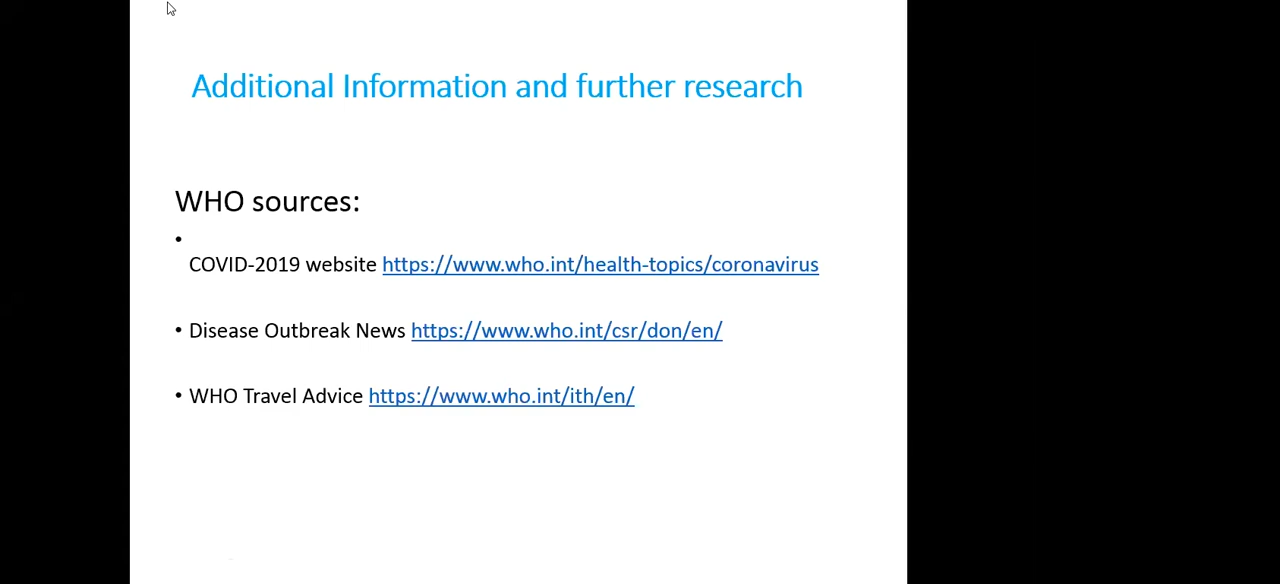 Additional Information and further research
WHO sources:
•
COVID-2019 website https://www.who.int/health-topics/coronavirus
• Disease Outbreak News https://www.who.int/csr/don/en/
• WHO Travel Advice https://www.who.int/ith/en/